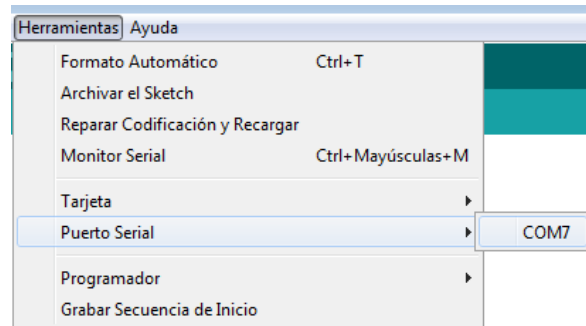 Herramientas Ayuda
Formato Automático Ctrl+T
Archivar el Sketch
Reparar Codificación y Recargar
Monitor Serial Ctrl+Mayúsculas+M
Tarjeta
Puerto Serial COM7
Programador
Grabar Secuencia de Inicio